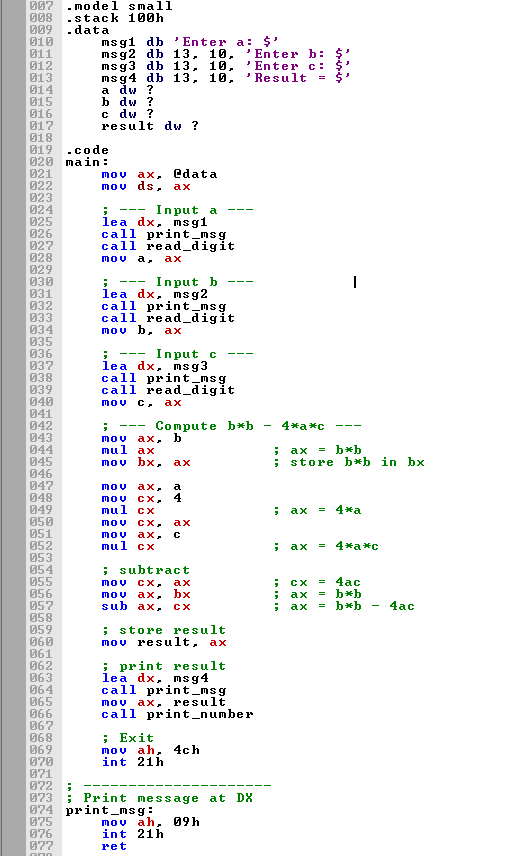 007 .model small
008 .stack 100h
009 .data
010 msg1 db 'Enter a: $'
011 msg2 db 13, 10, 'Enter b: $'
012 msg3 db 13, 10, 'Enter c: $'
013 msg4 db 13, 10, 'Result = $'
014 a dw ?
015 b dw ?
016 c dw ?
017 result dw ?
018
019 .code
020 main:
021 mov ax, @data
022 mov ds, ax
023
024 ; --- Input a ---
025 lea dx, msg1
026 call print_msg
027 call read_digit
028 mov a, ax
029
030 ; --- Input b ---
031 lea dx, msg2
032 call print_msg
033 call read_digit
034 mov b, ax
035
036 ; --- Input c ---
037 lea dx, msg3
038 call print_msg
039 call read_digit
040 mov c, ax
041
042 ; --- Compute b*b - 4*a*c ---
043 mov ax, b
044 mul ax ; ax = b*b
045 mov bx, ax ; store b*b in bx
046
047 mov ax, a
048 mov cx, 4
049 mul cx ; ax = 4*a
050 mov cx, ax
051 mov ax, c
052 mul cx ; ax = 4*a*c
053
054 ; subtract
055 mov cx, ax ; cx = 4ac
056 mov ax, bx ; ax = b*b
057 sub ax, cx ; ax = b*b - 4ac
058
059 ; store result
060 mov result, ax
061
062 ; print result
063 lea dx, msg4
064 call print_msg
065 mov ax, result
066 call print_number
067
068 ; Exit
069 mov ah, 4ch
070 int 21h
071
072 ; ---------------------
073 ; Print message at DX
074 print_msg:
075 mov ah, 09h
076 int 21h
077 ret